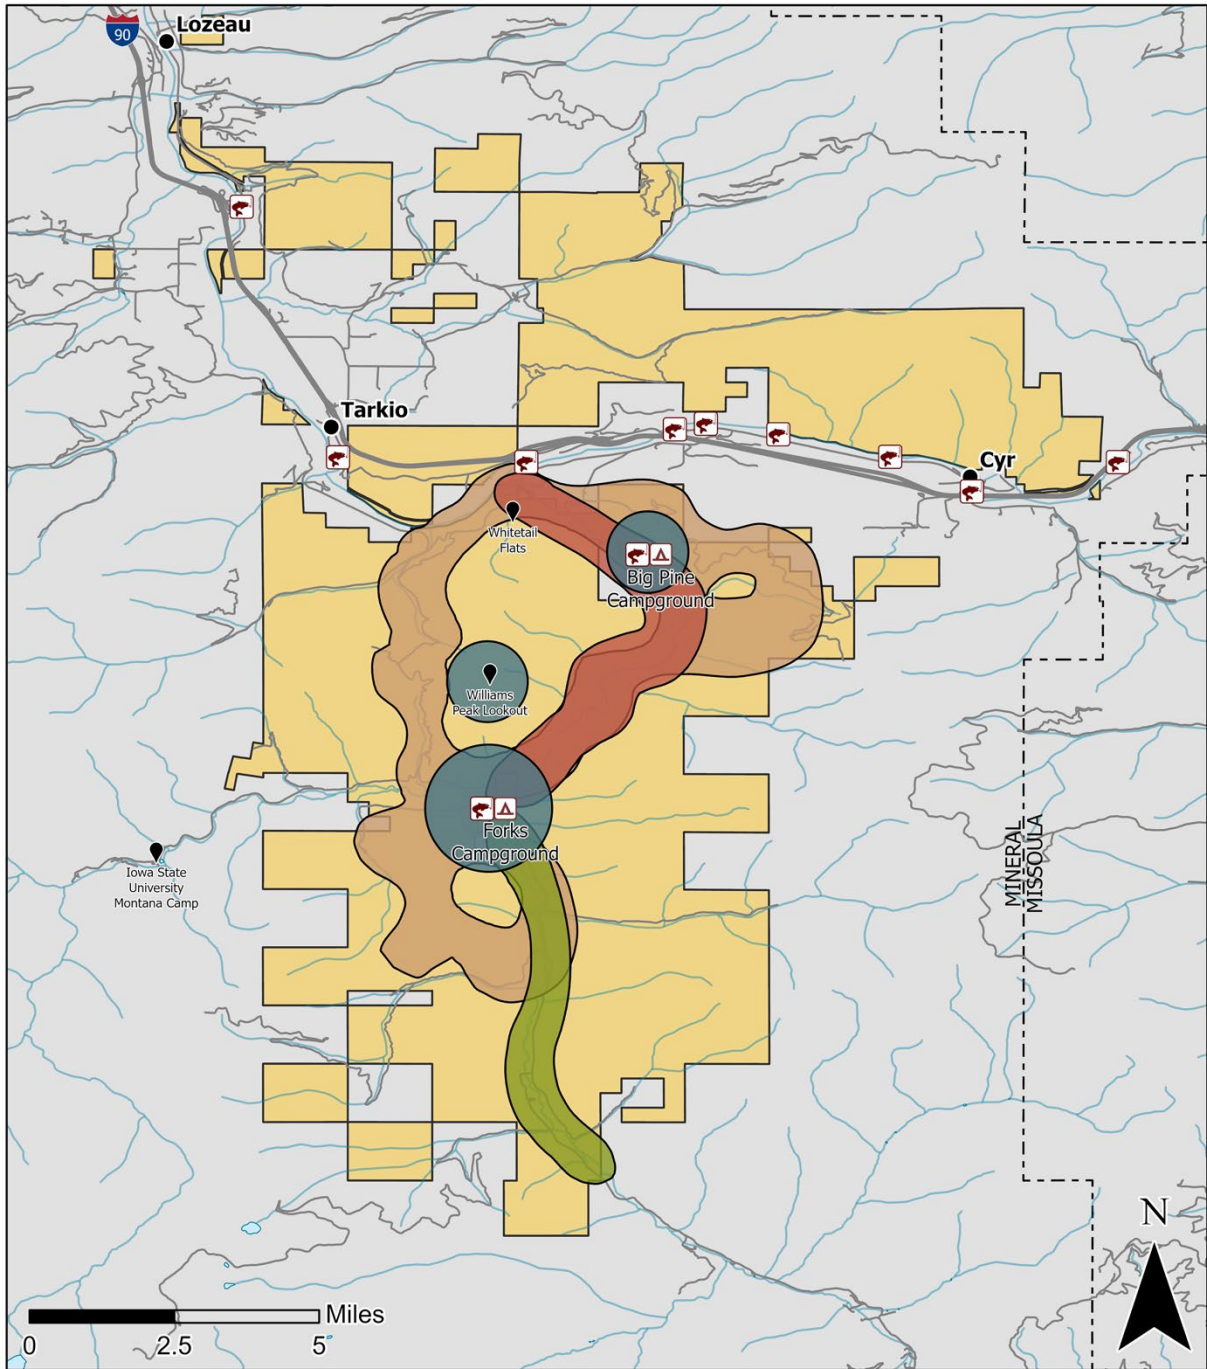 90
Lozeau
Tarkio
Cyr
Whitetail
Flats
Big Pine
Campground
Williams
Peak Lookout
Forks
Campground
Iowa State
University
Montana Camp
MINERAL
MISSOULA
N
Miles
0 2.5 5